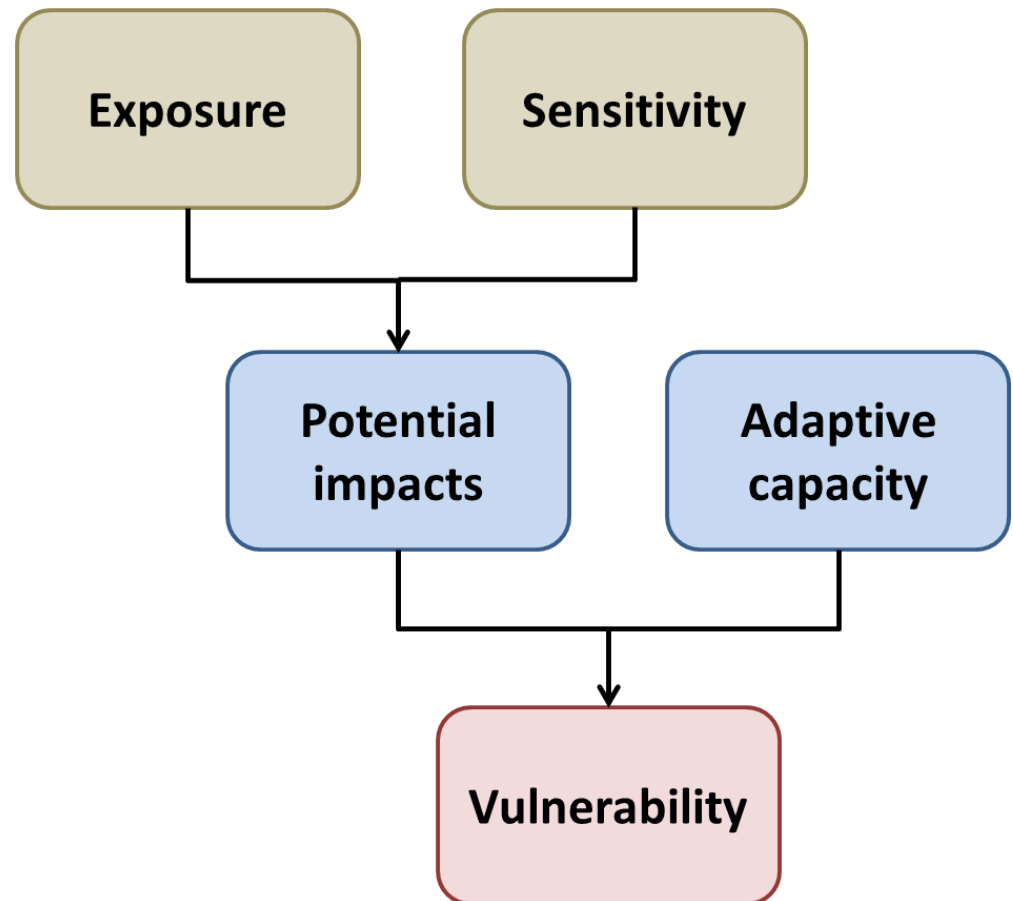 Exposure
Sensitivity
Potential
impacts
Adaptive
capacity
Vulnerability